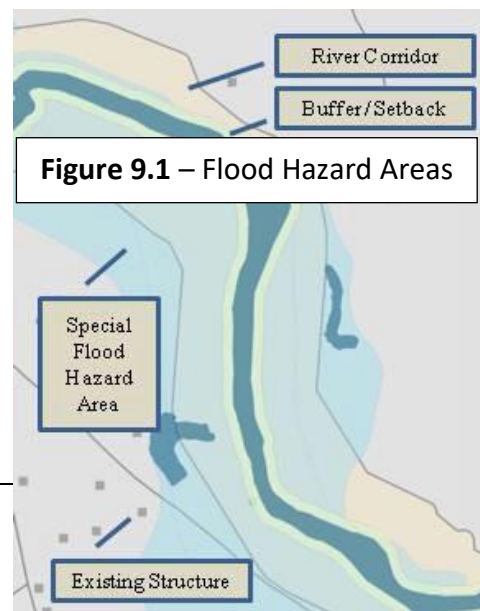 River Corridor
Buffer/Setback
Figure 9.1 – Flood Hazard Areas
Special
Flood
Hazard
Area
Existing Structure